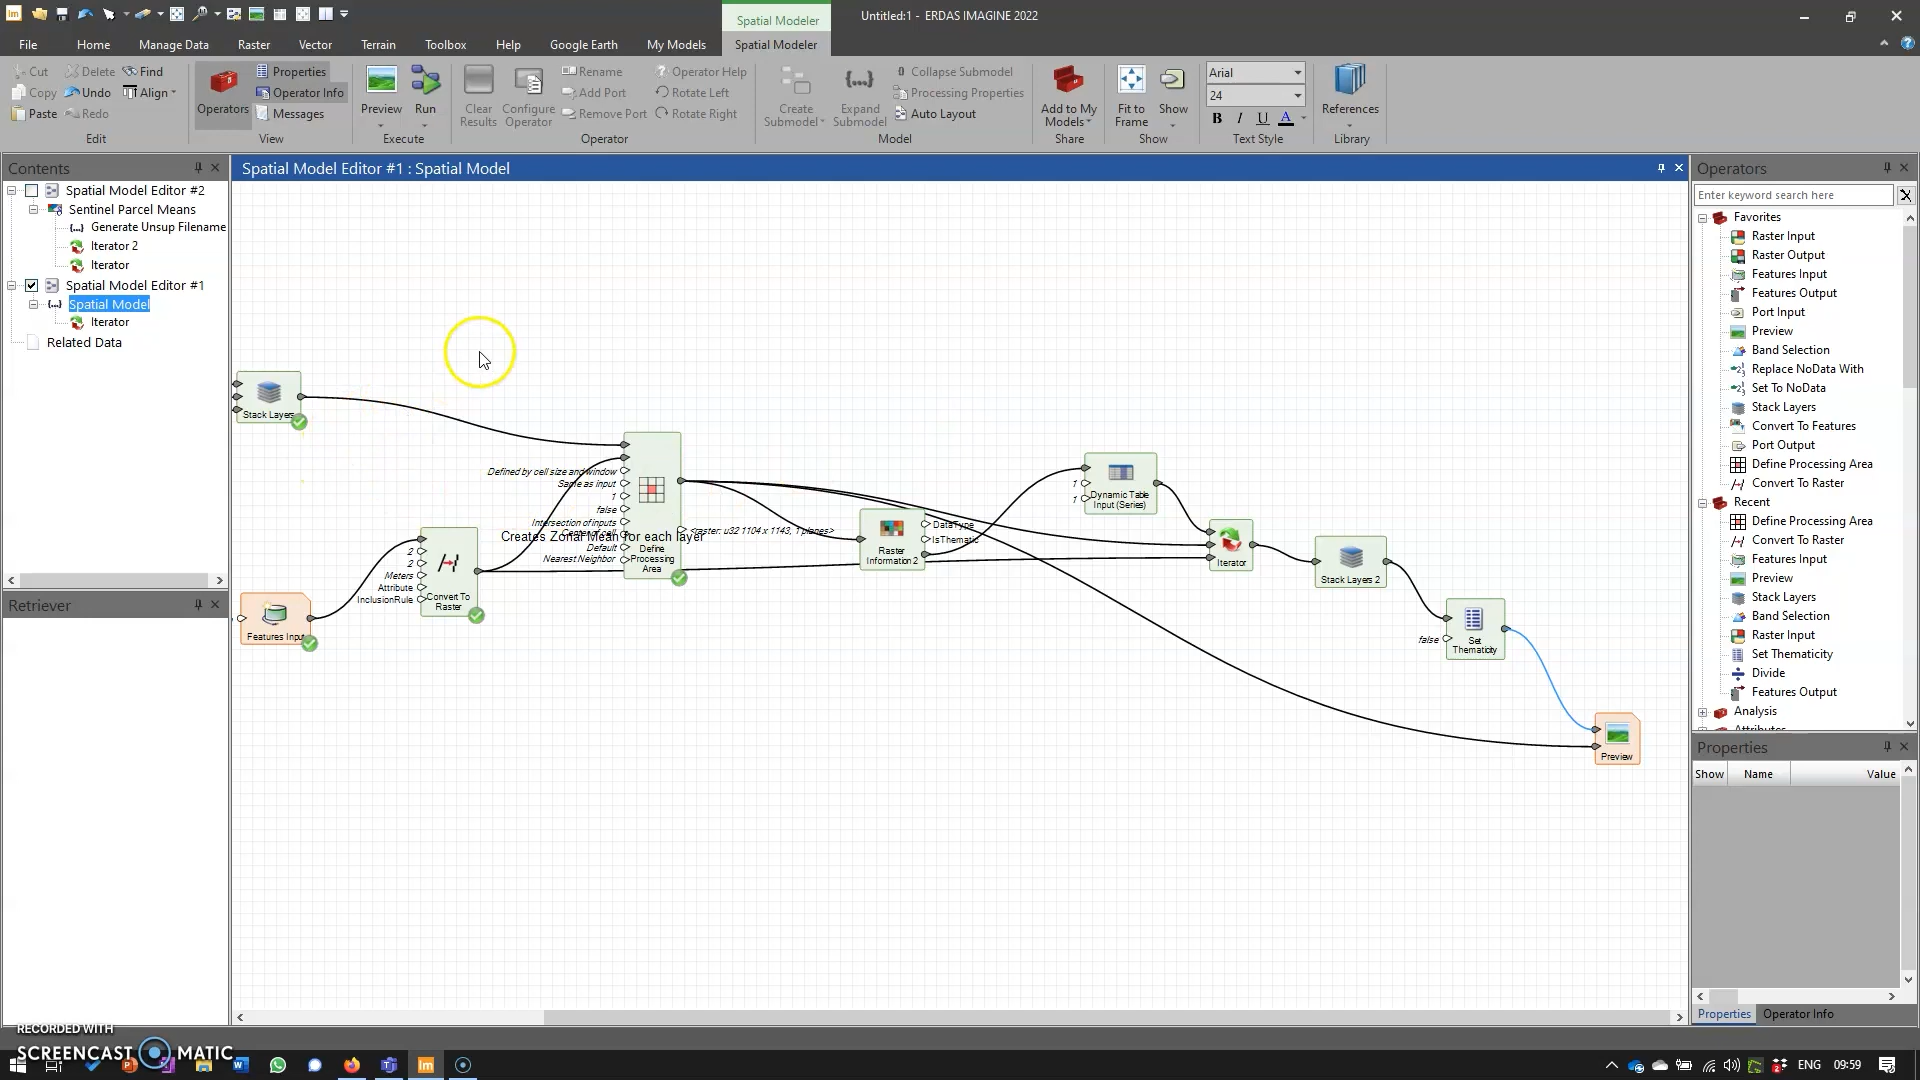 Spatial Modeler
Untitled:1 - ERDAS IMAGINE 2022
File Home Manage Data Raster Vector Terrain Toolbox Help Google Earth My Models Spatial Modeler
Cut Delete Find
Copy Undo Align
Paste Redo
Edit
Operators
Properties
Operator Info
Messages
View
Preview Run
Execute
Clear Results
Configure Operator
Rename
Add Port
Remove Port
Operator Help
Rotate Left
Rotate Right
Operator
Create Submodel
Expand Submodel
Collapse Submodel
Processing Properties
Auto Layout
Model
Add to My Models
Share
Fit to Frame
Show
Show
Arial
24
B I U A
Text Style
References
Library
Contents
Spatial Model Editor #2
Sentinel Parcel Means
Generate Unsup Filename
Iterator 2
Iterator
Spatial Model Editor #1
Spatial Model
Iterator
Related Data
Retriever
Spatial Model Editor #1 : Spatial Model
Stack Layers
Features Input
2
2
Meters
Attribute
InclusionRule
Convert To
Raster
Defined by cell size and window
Same as input
1
false
Intersection of inputs
Creates Zonal Mean for each layer
Default
Nearest Neighbor
Define
Processing
Area
<raster: u32 1104 x 1143, 1 planes>
Raster
Information 2
DataType
IsThematic
1
1
Dynamic Table
Input (Series)
Iterator
Stack Layers 2
false
Set
Thematicity
Preview
Operators
Enter keyword search here
Favorites
Raster Input
Raster Output
Features Input
Features Output
Port Input
Preview
Band Selection
Replace NoData With
Set To NoData
Stack Layers
Convert To Features
Port Output
Define Processing Area
Convert To Raster
Recent
Define Processing Area
Convert To Raster
Features Input
Preview
Stack Layers
Band Selection
Raster Input
Set Thematicity
Divide
Features Output
Analysis
Attributes
Properties
Show Name Value
Properties Operator Info
RECORDED WITH
SCREENCAST MATIC
ENG 09:59